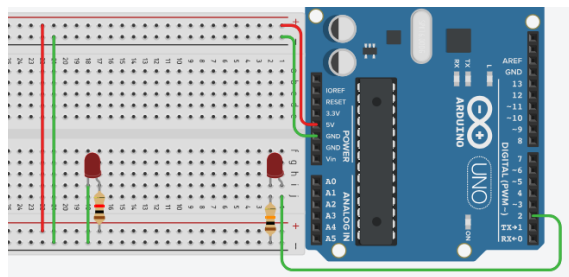 IOREF
RESET
3.3V
5V
GND
GND
Vin
POWER
A0
A1
A2
A3
A4
A5
ANALOG IN
RX
TX
L
ARDUINO
UNO
ON
AREF
GND
13
12
~11
~10
~9
8
7
~6
~5
4
~3
2
TX→1
RX←0
DIGITAL (PWM~)
f g h i j
+
-